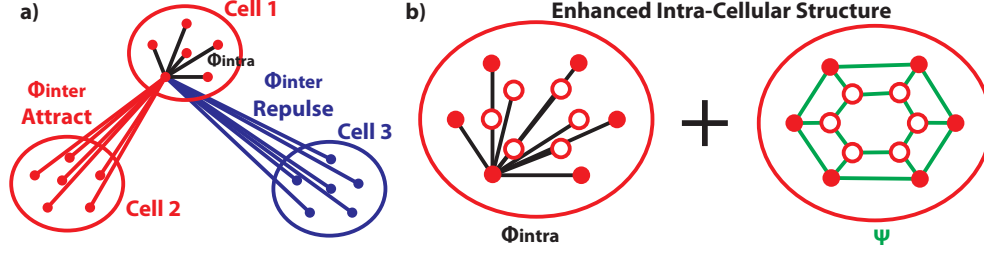 a)
Cell 1
Φintra
Φinter
Attract
Φinter
Repulse
Cell 3
Cell 2
b)
Enhanced Intra-Cellular Structure
+
Φintra
Ψ